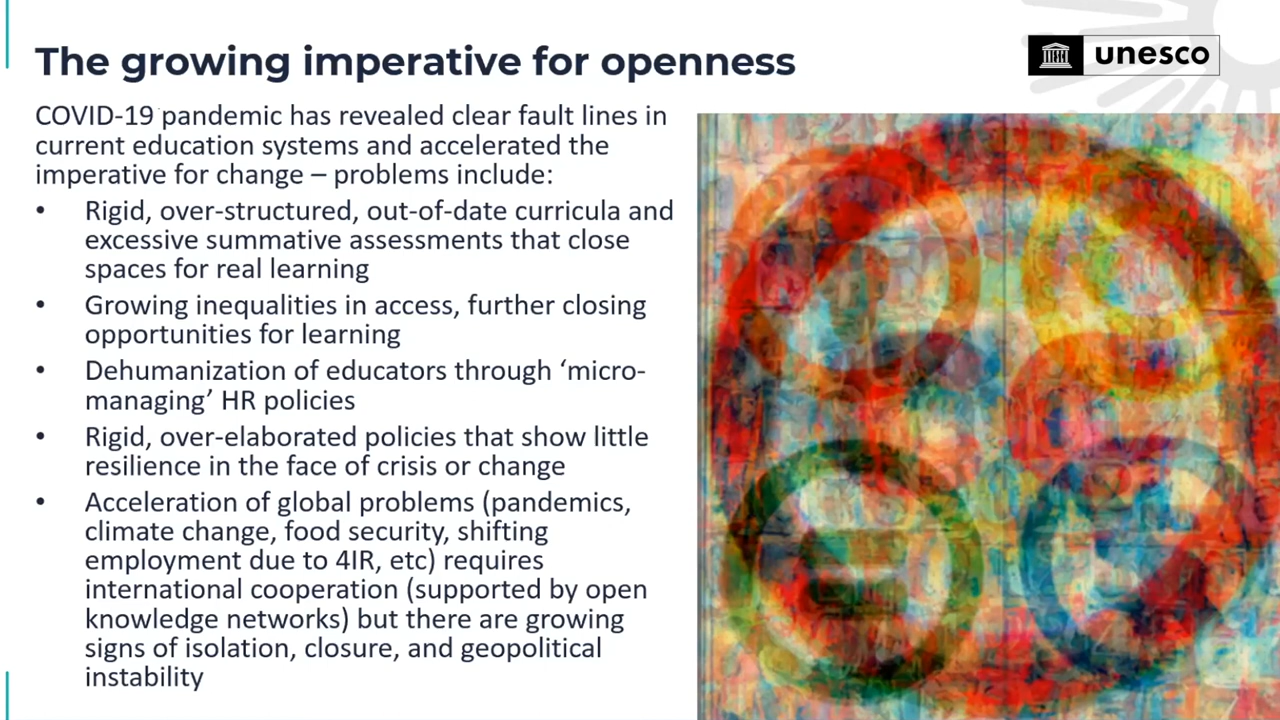 The growing imperative for openness
unesco
COVID-19 pandemic has revealed clear fault lines in
current education systems and accelerated the
imperative for change – problems include:
• Rigid, over-structured, out-of-date curricula and
excessive summative assessments that close
spaces for real learning
• Growing inequalities in access, further closing
opportunities for learning
• Dehumanization of educators through ‘micro-
managing’ HR policies
• Rigid, over-elaborated policies that show little
resilience in the face of crisis or change
• Acceleration of global problems (pandemics,
climate change, food security, shifting
employment due to 4IR, etc) requires
international cooperation (supported by open
knowledge networks) but there are growing
signs of isolation, closure, and geopolitical
instability